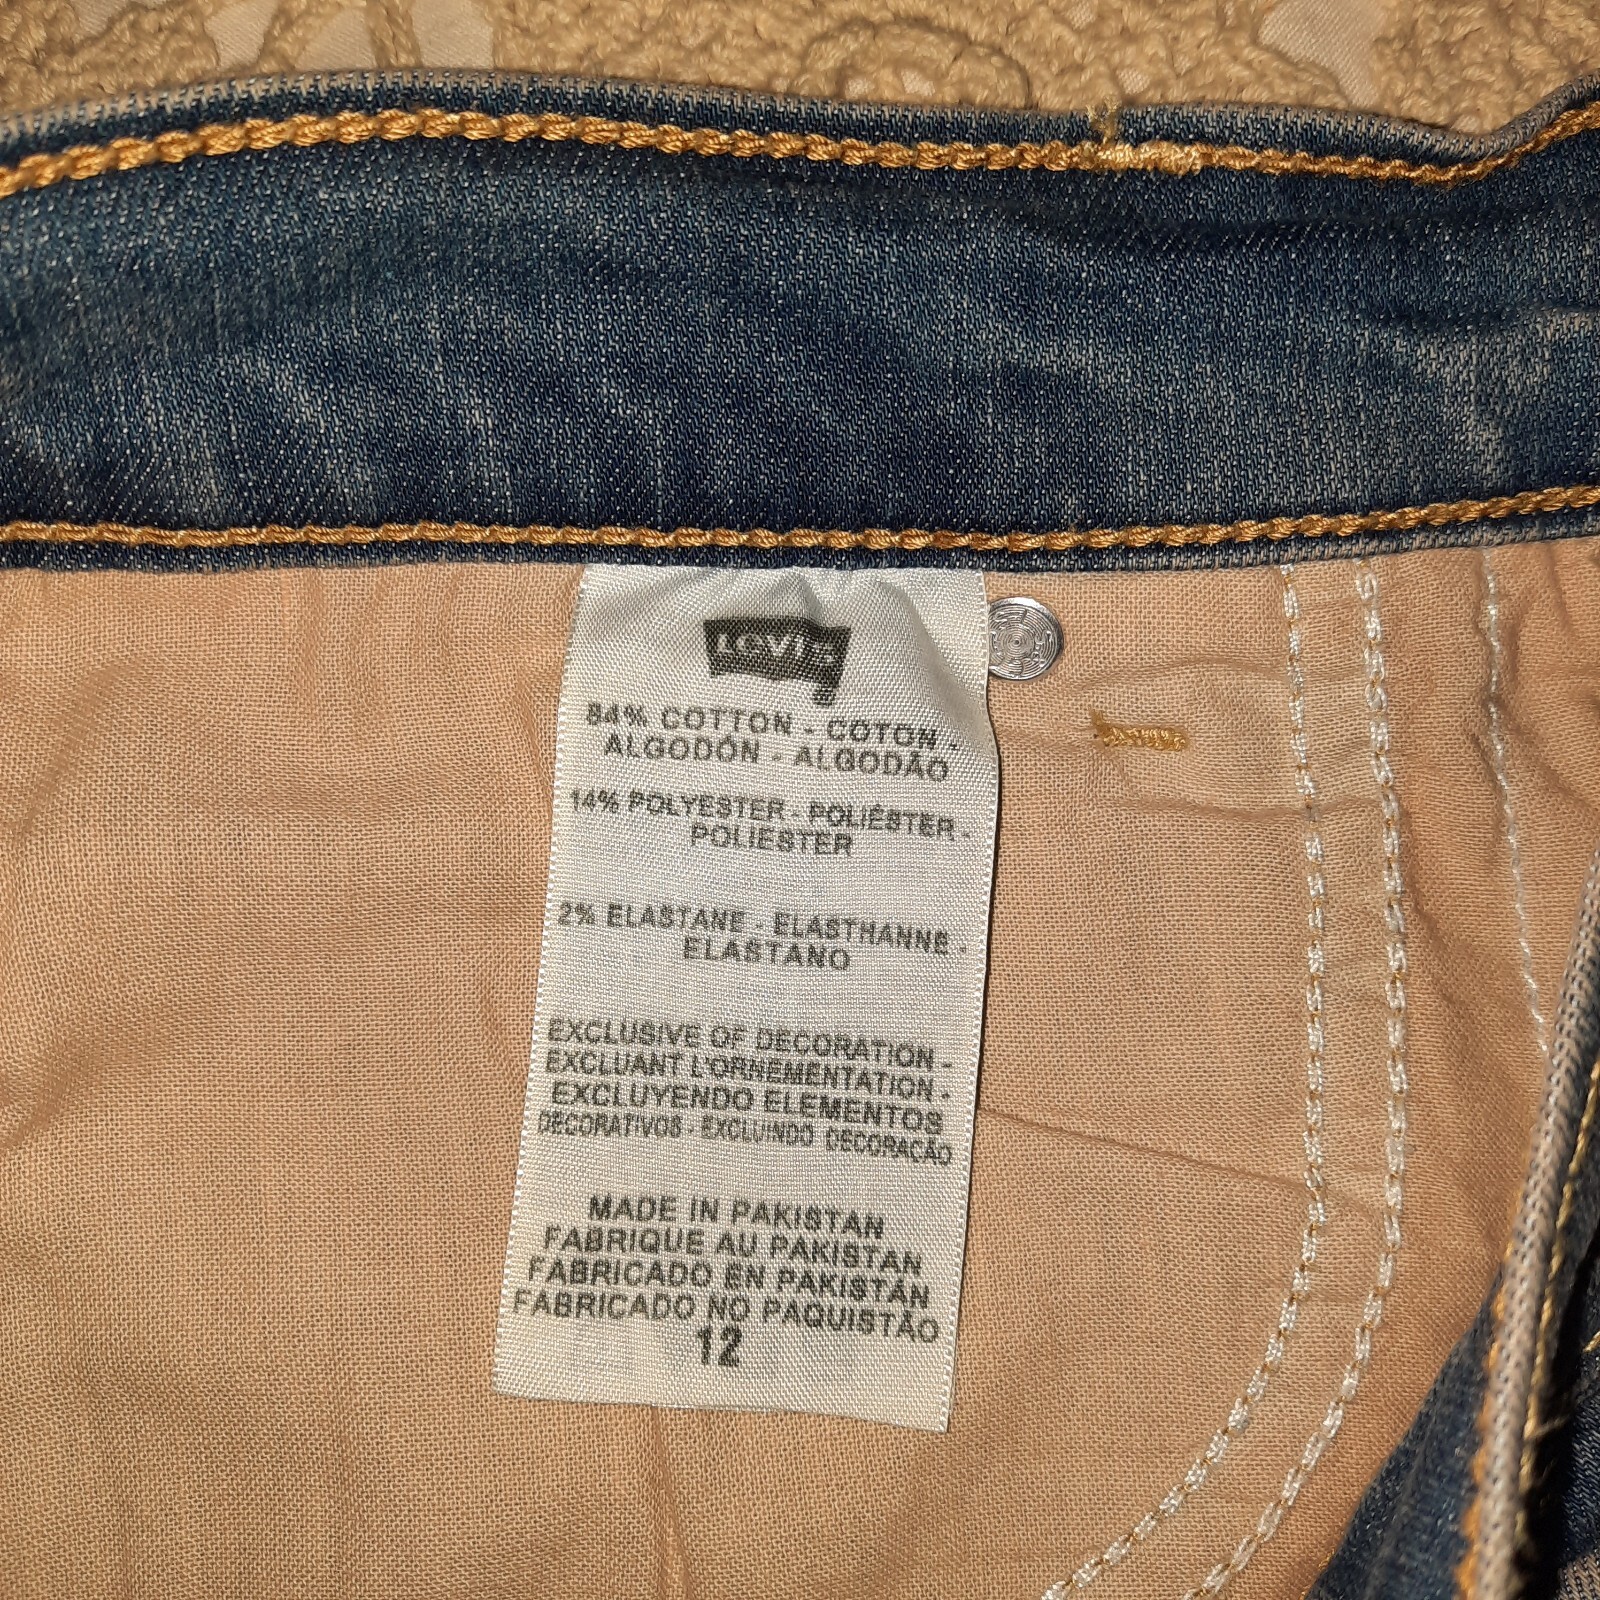 Levi's
84% COTTON - COTON -
ALGODÓN - ALGODÃO
14% POLYESTER - POLIÉSTER -
POLIESTER
2% ELASTANE - ELASTHANNE -
ELASTANO
EXCLUSIVE OF DECORATION -
EXCLUANT L'ORNEMENTATION -
EXCLUYENDO ELEMENTOS
DECORATIVOS - EXCLUINDO DECORAÇÃO
MADE IN PAKISTAN
FABRIQUE AU PAKISTAN
FABRICADO EN PAKISTÁN
FABRICADO NO PAQUISTÃO
12